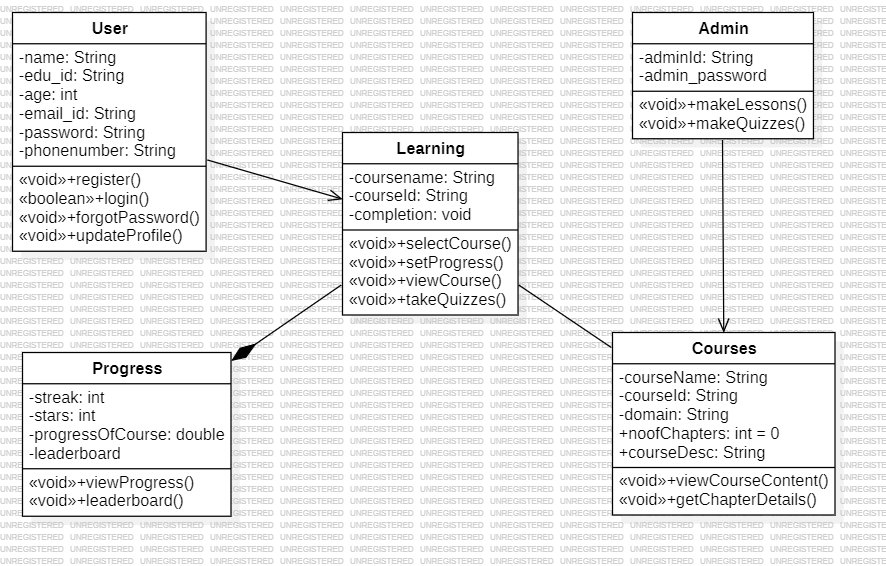 User
-name: String
-edu_id: String
-age: int
-email_id: String
-password: String
-phonenumber: String
«void»+register()
«boolean»+login()
«void»+forgotPassword()
«void»+updateProfile()
Learning
-coursename: String
-courseId: String
-completion: void
«void»+selectCourse()
«void»+setProgress()
«void»+viewCourse()
«void»+takeQuizzes()
Admin
-adminId: String
-admin_password
«void»+makeLessons()
«void»+makeQuizzes()
Progress
-streak: int
-stars: int
-progressOfCourse: double
-leaderboard
«void»+viewProgress()
«void»+leaderboard()
Courses
-courseName: String
-courseId: String
-domain: String
+noofChapters: int = 0
+courseDesc: String
«void»+viewCourseContent()
«void»+getChapterDetails()
UNREGISTERED